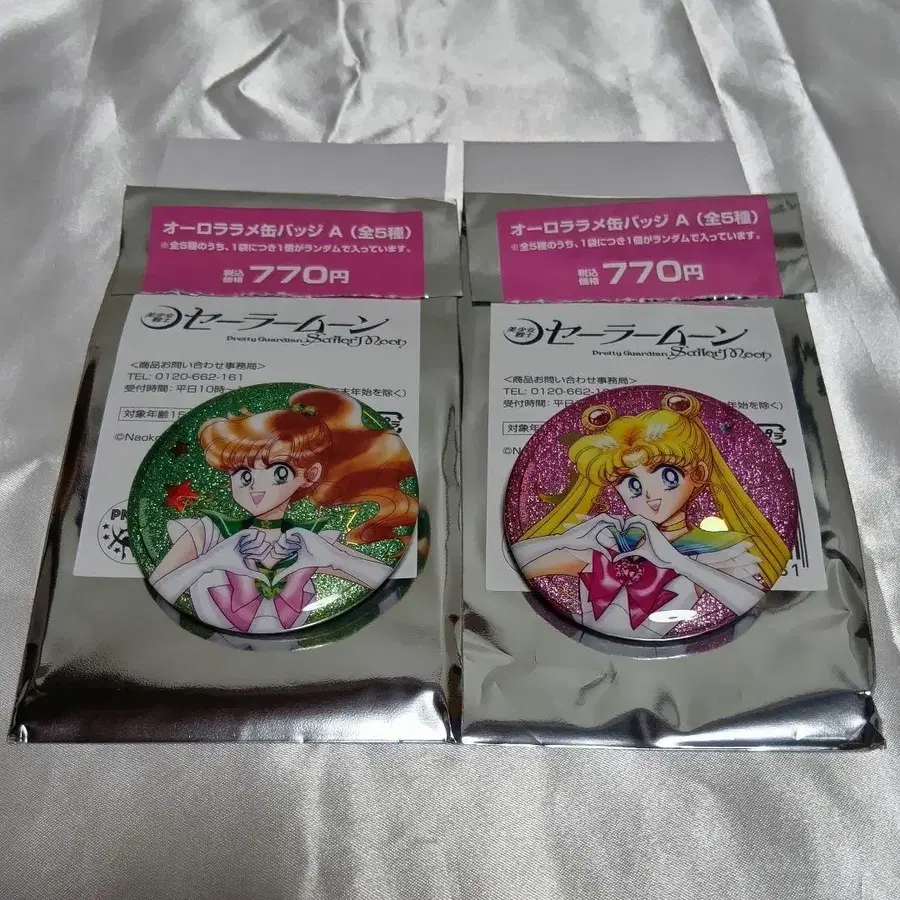 オーロララメ缶バッジ A（全5種）
※全5種のうち、1袋につき1個がランダムで入っています。
税込価格 770円
美少女戦士 セーラームーン
Pretty Guardian Sailor Moon
<商品お問い合わせ事務局>
TEL: 0120-662-161
受付時間: 平日10時 末年始を除く)
対象年齢15
©Naoko
PN
オーロララメ缶バッジ A（全5種）
※全5種のうち、1袋につき1個がランダムで入っています。
税込価格 770円
美少女戦士 セーラームーン
Pretty Guardian Sailor Moon
<商品お問い合わせ事務局>
TEL: 0120-662-16
受付時間: 平 年始を除く)
対象年
©N
プラ